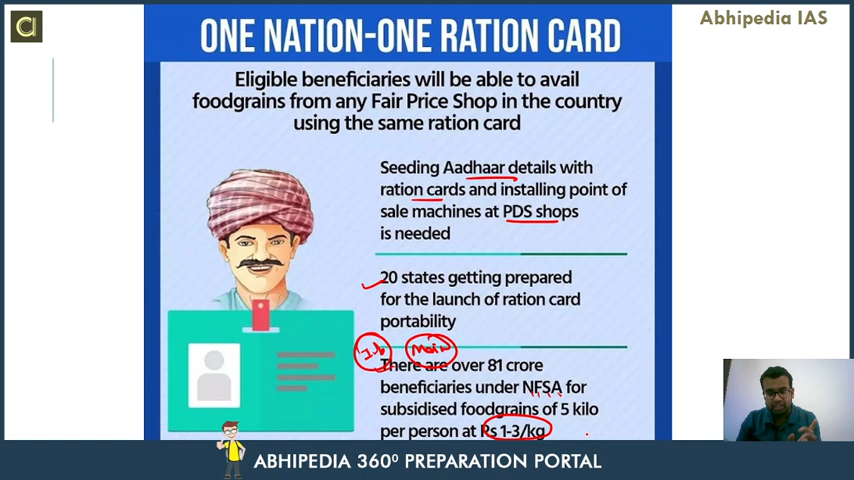 Abhipedia IAS
ONE NATION-ONE RATION CARD
Eligible beneficiaries will be able to avail
foodgrains from any Fair Price Shop in the country
using the same ration card
Seeding Aadhaar details with
ration cards and installing point of
sale machines at PDS shops
is needed
20 states getting prepared
for the launch of ration card
portability
Main
There are over 81 crore
beneficiaries under NFSA for
subsidised foodgrains of 5 kilo
per person at Rs 1-3/kg
ABHIPEDIA 360⁰ PREPARATION PORTAL